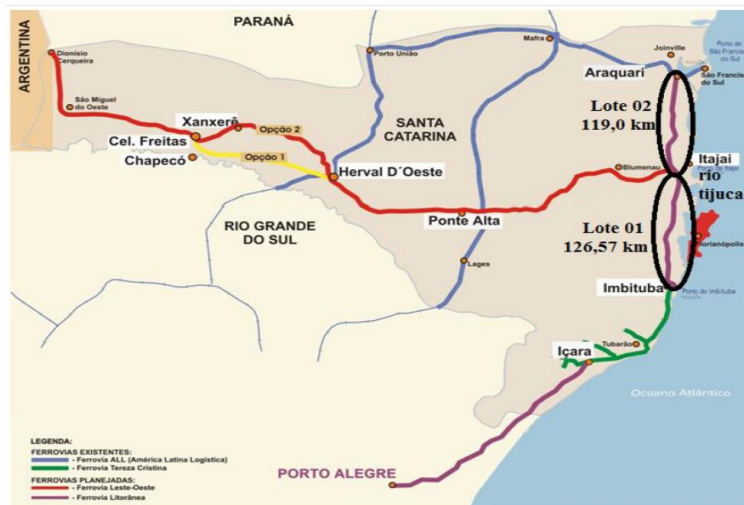 PARANÁ
ARGENTINA
Dionísio
Cerqueira
São Miguel
do Oeste
Porto União
Mafra
Joinville
Porto de
São Francisco
do Sul
Araquari
São Francisco
do Sul
Xanxerê
Cel. Freitas
Opção 2
Chapecó
Opção 1
SANTA
CATARINA
Lote 02
119,0 km
Herval D´Oeste
Blumenau
Itajai
Porto de Itajaí
rio
tijuca
RIO GRANDE
DO SUL
Ponte Alta
Lote 01
126,57 km
Florianópolis
Lages
Imbituba
Porto de Imbituba
Içara
Tubarão
Oceano Atlântico
PORTO ALEGRE
LEGENDA:
FERROVIAS EXISTENTES:
- Ferrovia ALL (América Latina Logística)
- Ferrovia Tereza Cristina
FERROVIAS PLANEJADAS:
- Ferrovia Leste-Oeste
- Ferrovia Litorânea